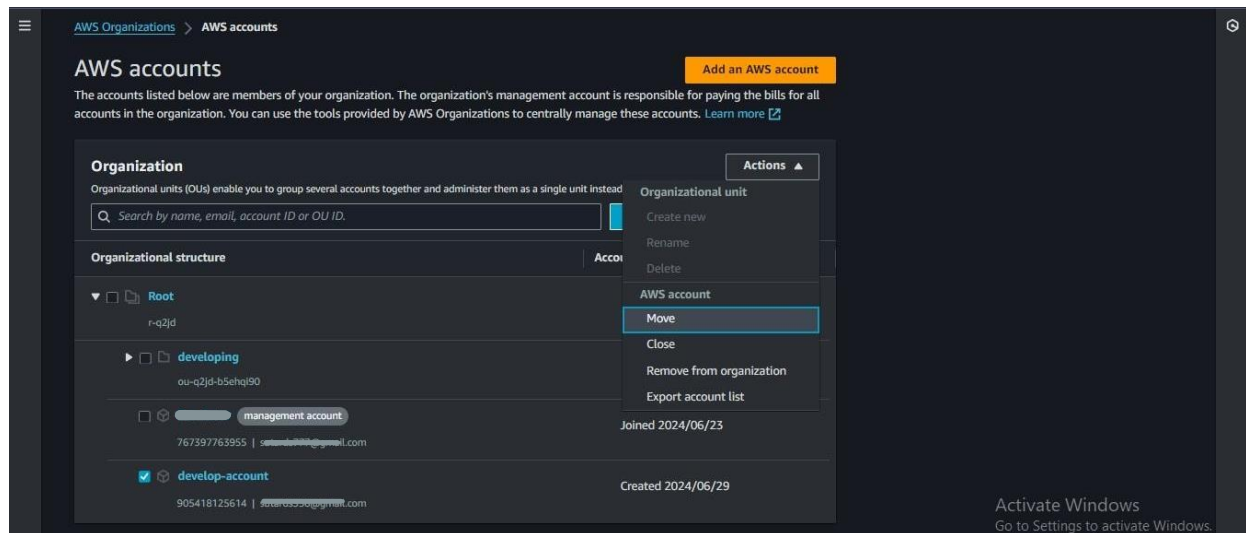 AWS Organizations > AWS accounts
AWS accounts
Add an AWS account
The accounts listed below are members of your organization. The organization's management account is responsible for paying the bills for all
accounts in the organization. You can use the tools provided by AWS Organizations to centrally manage these accounts. Learn more
Organization
Actions ▲
Organizational units (OUs) enable you to group several accounts together and administer them as a single unit instead
Search by name, email, account ID or OU ID.
Organizational structure
Accou
Organizational unit
Create new
Rename
Delete
AWS account
Move
Close
Remove from organization
Export account list
Root
r-q2jd
developing
ou-q2jd-b5ehqi90
management account
Joined 2024/06/23
767397763955 | .com
develop-account
Created 2024/06/29
905418125614 | .com
Activate Windows
Go to Settings to activate Windows.